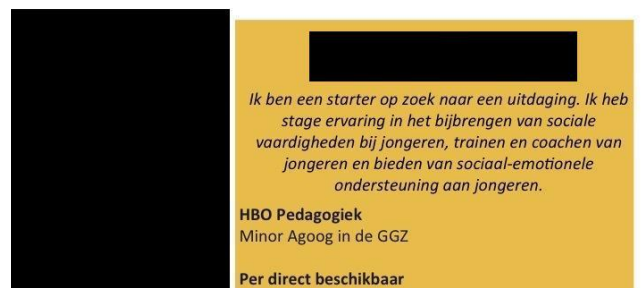 Ik ben een starter op zoek naar een uitdaging. Ik heb
stage ervaring in het bijbrengen van sociale
vaardigheden bij jongeren, trainen en coachen van
jongeren en bieden van sociaal-emotionele
ondersteuning aan jongeren.
HBO Pedagogiek
Minor Agoog in de GGZ
Per direct beschikbaar